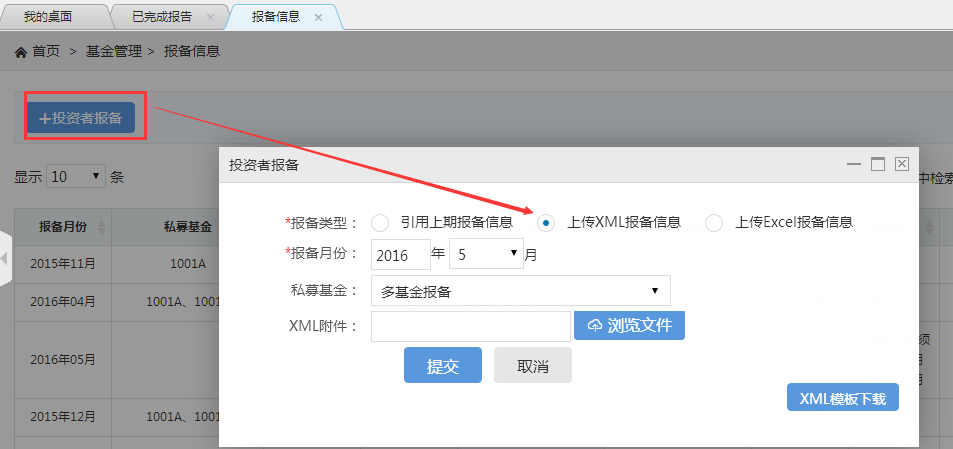 我的桌面 已完成报告 报备信息
首页 > 基金管理 > 报备信息
+投资者报备
显示 10 条
中检索
报备月份 私募基金
2015年11月 1001A
2016年04月 1001A、1001
2016年05月
须
2015年12月 1001A、1001
投资者报备
*报备类型： 引用上期报备信息 上传XML报备信息 上传Excel报备信息
*报备月份： 2016 年 5 月
私募基金： 多基金报备
XML附件： 浏览文件
提交 取消
XML模板下载